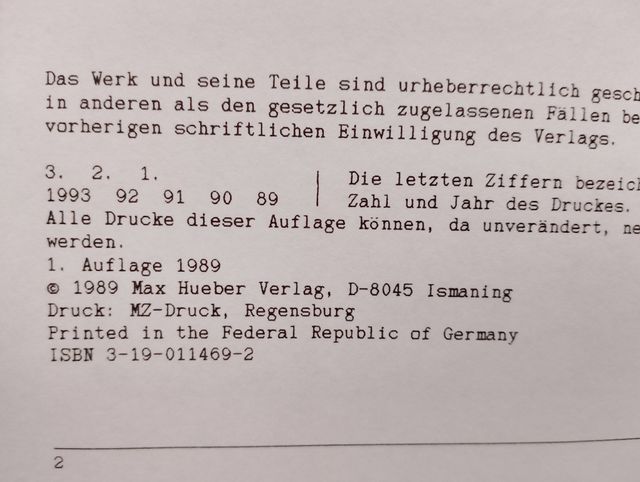 Das Werk und seine Teile sind urheberrechtlich gesch
in anderen als den gesetzlich zugelassenen Fällen be
vorherigen schriftlichen Einwilligung des Verlags.
3. 2. 1. | Die letzten Ziffern bezeic
1993 92 91 90 89 | Zahl und Jahr des Druckes.
Alle Drucke dieser Auflage können, da unverändert, ne
werden.
1. Auflage 1989
© 1989 Max Hueber Verlag, D-8045 Ismaning
Druck: MZ-Druck, Regensburg
Printed in the Federal Republic of Germany
ISBN 3-19-011469-2
2